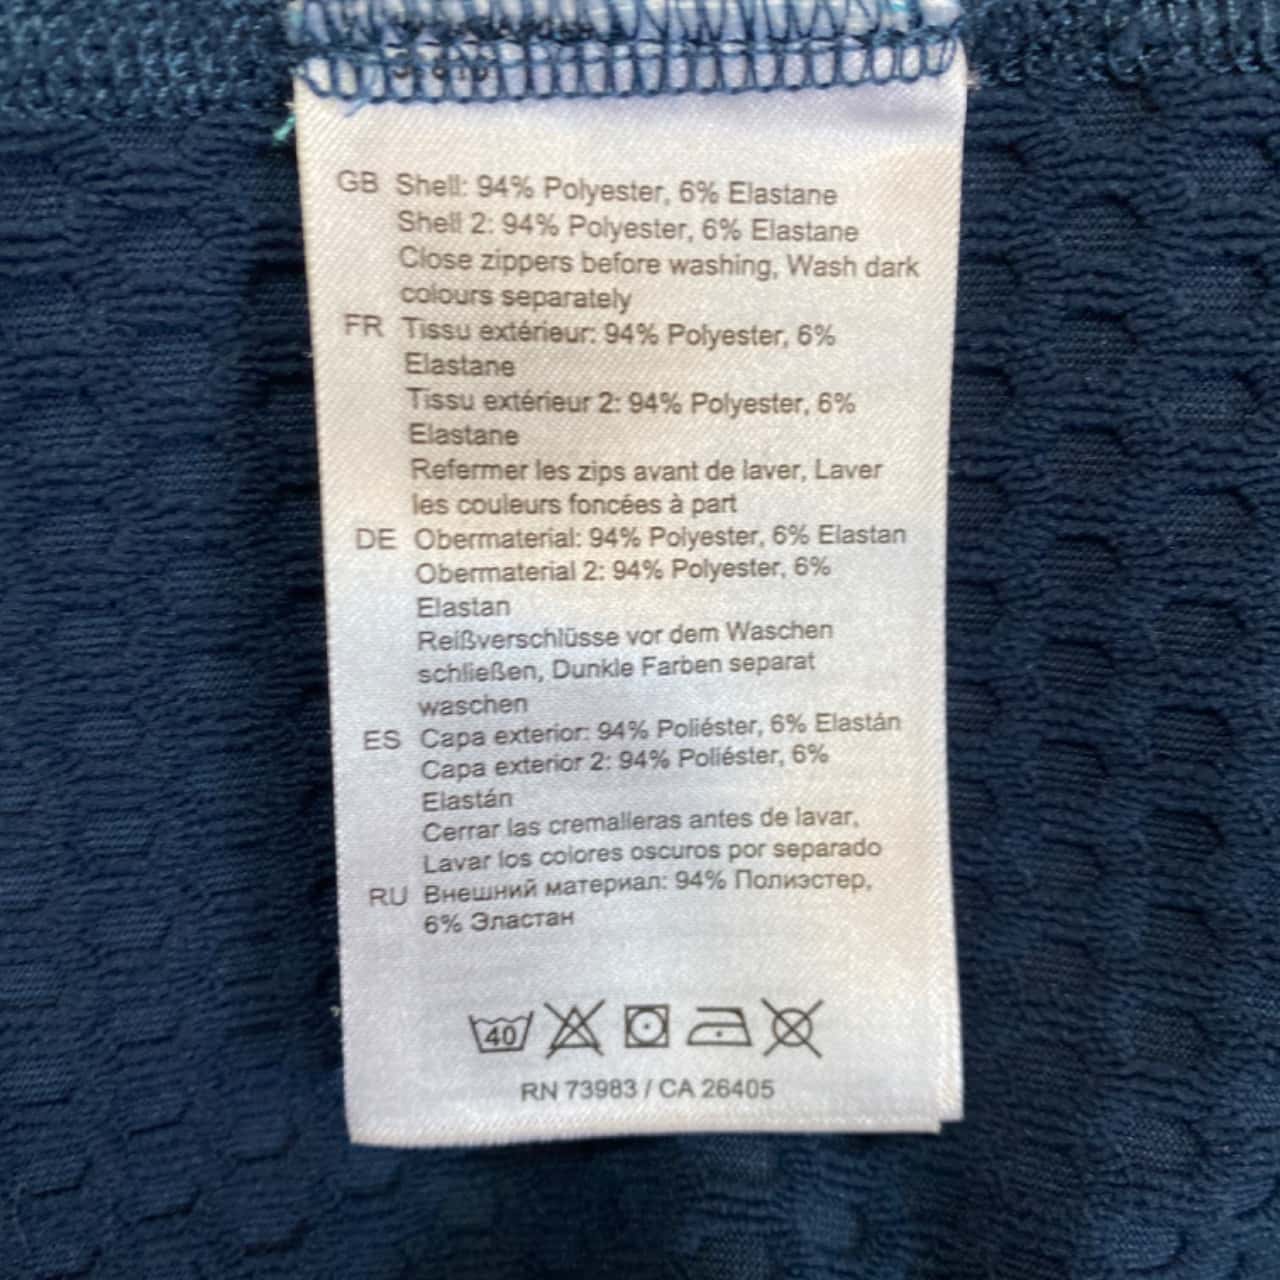 GB Shell: 94% Polyester, 6% Elastane
Shell 2: 94% Polyester, 6% Elastane
Close zippers before washing, Wash dark
colours separately
FR Tissu extérieur: 94% Polyester, 6%
Elastane
Tissu extérieur 2: 94% Polyester, 6%
Elastane
Refermer les zips avant de laver, Laver
les couleurs foncées à part
DE Obermaterial: 94% Polyester, 6% Elastan
Obermaterial 2: 94% Polyester, 6%
Elastan
Reißverschlüsse vor dem Waschen
schließen, Dunkle Farben separat
waschen
ES Capa exterior: 94% Poliéster, 6% Elastán
Capa exterior 2: 94% Poliéster, 6%
Elastán
Cerrar las cremalleras antes de lavar,
Lavar los colores oscuros por separado
RU Внешний материал: 94% Полиэстер,
6% Эластан
40
RN 73983 / CA 26405